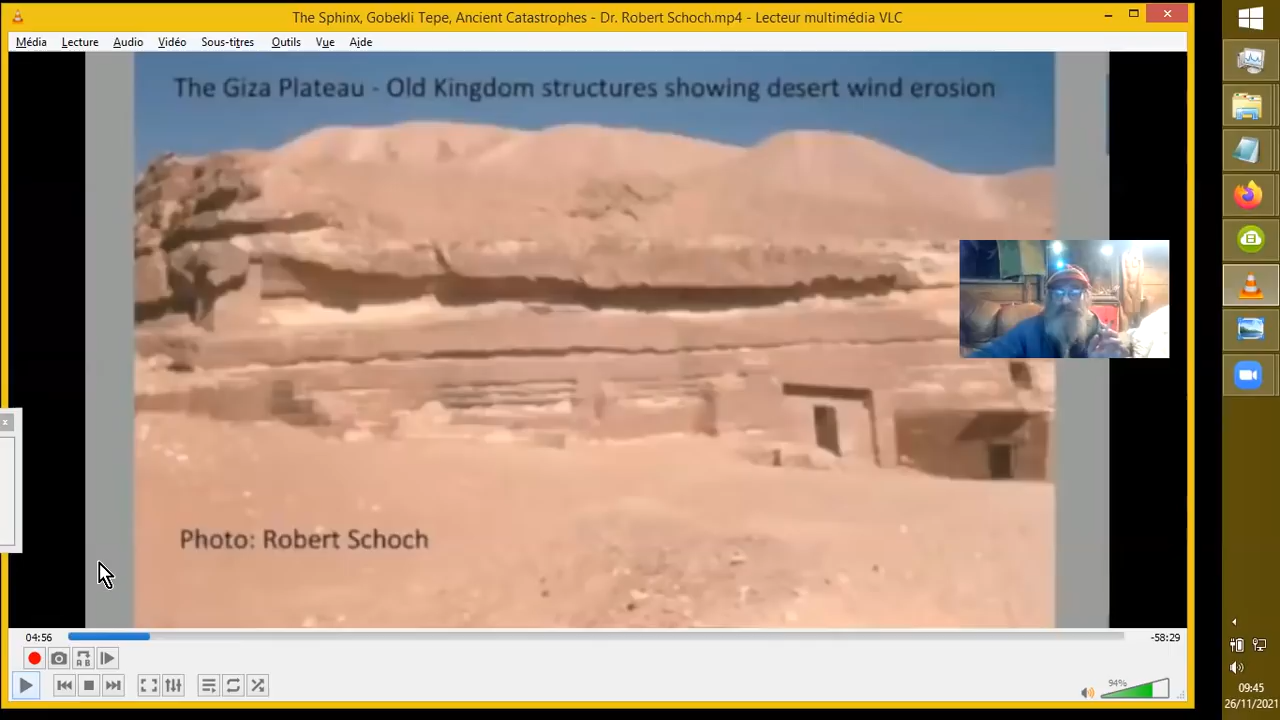 The Sphinx, Gobekli Tepe, Ancient Catastrophes - Dr. Robert Schoch.mp4 - Lecteur multimédia VLC
Média Lecture Audio Vidéo Sous-titres Outils Vue Aide
The Giza Plateau - Old Kingdom structures showing desert wind erosion
Photo: Robert Schoch
04:56
-58:29
A B
94%
09:45
26/11/2021